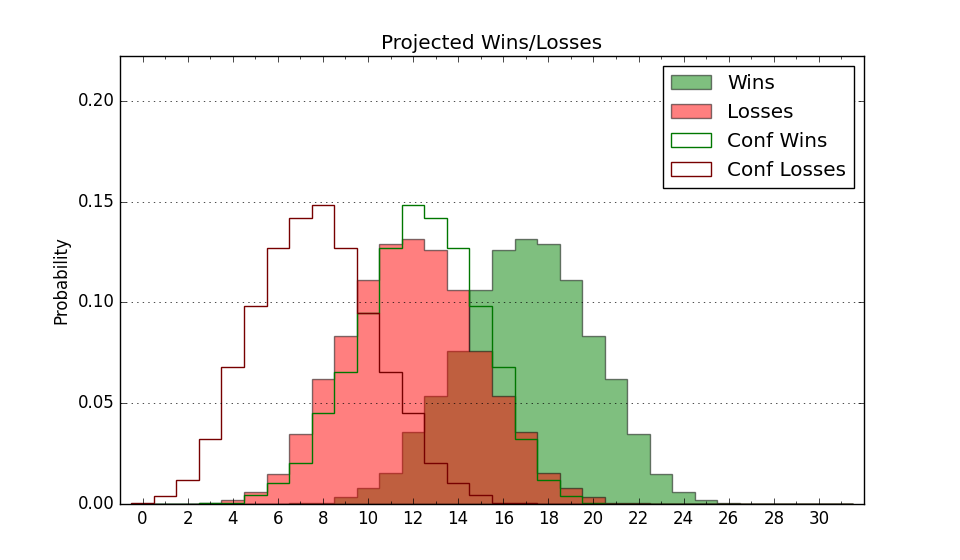 Projected Wins/Losses
Wins
Losses
Conf Wins
Conf Losses
Probability
0.20
0.15
0.10
0.05
0.00
0 2 4 6 8 10 12 14 16 18 20 22 24 26 28 30